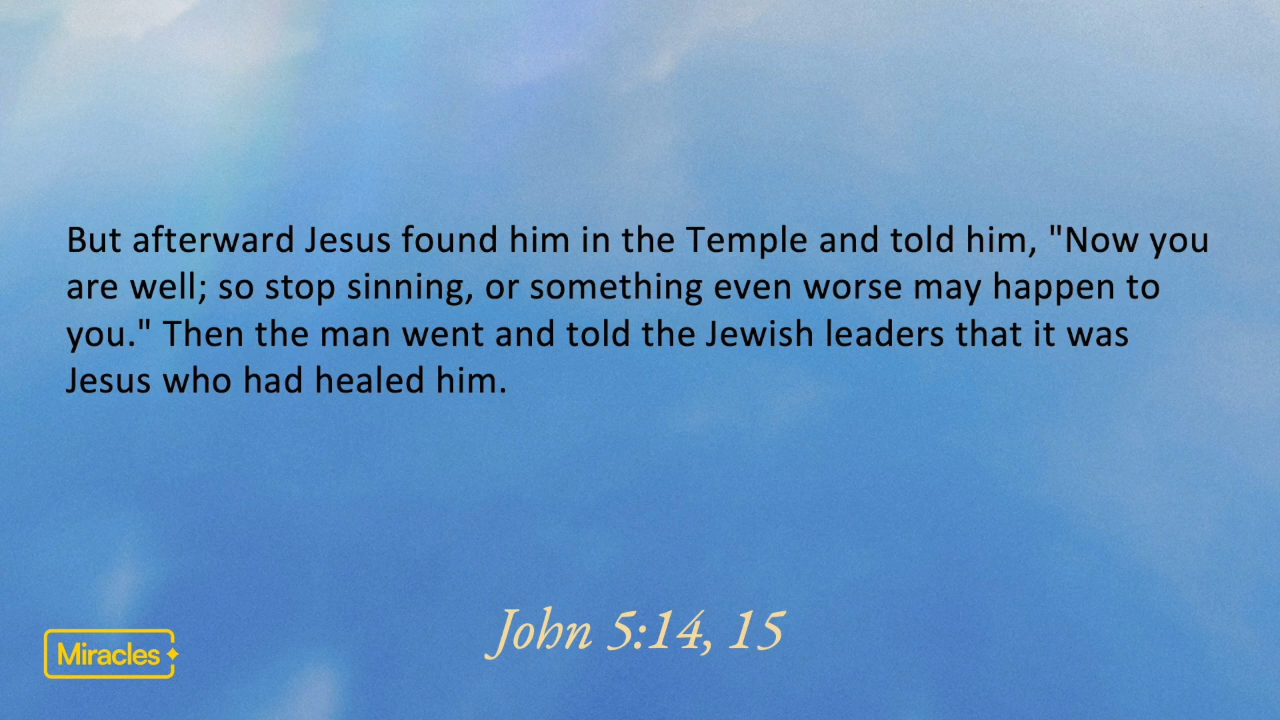 But afterward Jesus found him in the Temple and told him, "Now you
are well; so stop sinning, or something even worse may happen to
you." Then the man went and told the Jewish leaders that it was
Jesus who had healed him.
John 5:14, 15
Miracles